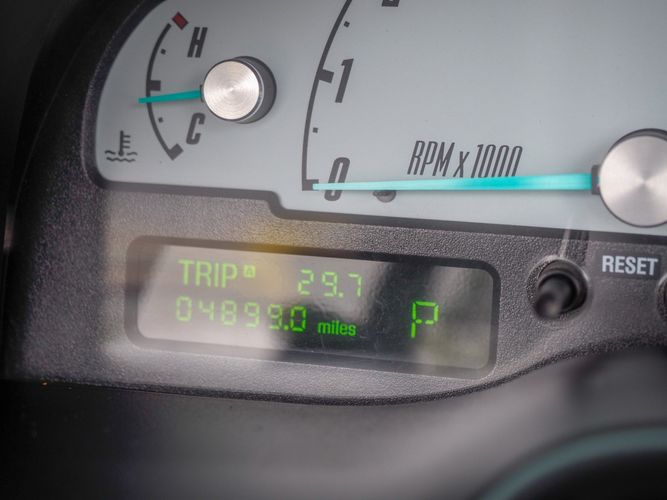 H
C
1
0
RPM x 1000
TRIP A 29.7
04899.0 miles P
RESET